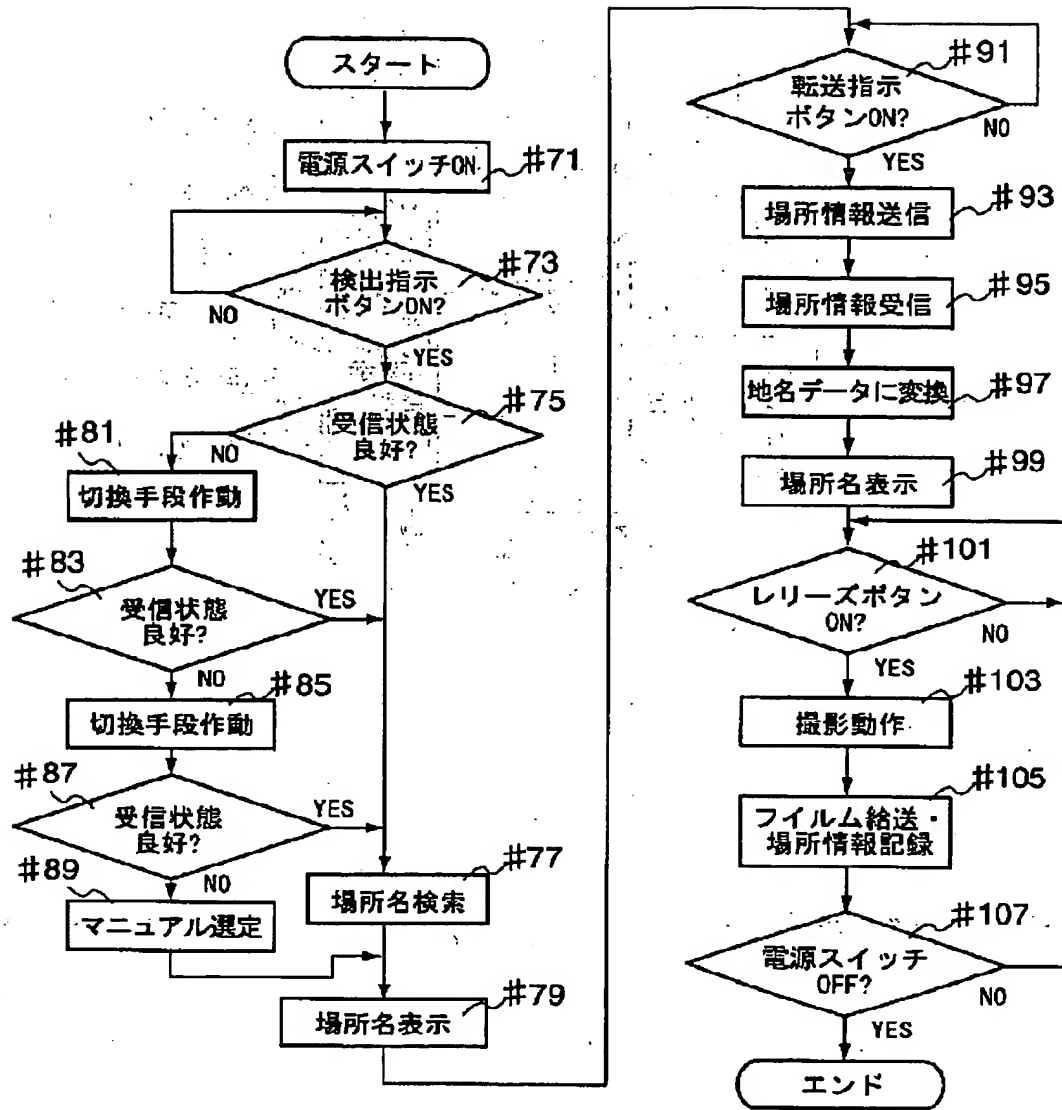 スタート
電源スイッチON
#71
検出指示
ボタンON?
#73
NO
YES
受信状態
良好?
#75
NO
YES
#81
切換手段作動
#83
受信状態
良好?
YES
NO
#85
切換手段作動
#87
受信状態
良好?
YES
NO
#89
マニュアル選定
#77
場所名検索
#79
場所名表示
#91
転送指示
ボタンON?
NO
YES
#93
場所情報送信
#95
場所情報受信
#97
地名データに変換
#99
場所名表示
#101
レリーズボタン
ON?
NO
YES
#103
撮影動作
#105
フイルム給送・
場所情報記録
#107
電源スイッチ
OFF?
NO
YES
エンド